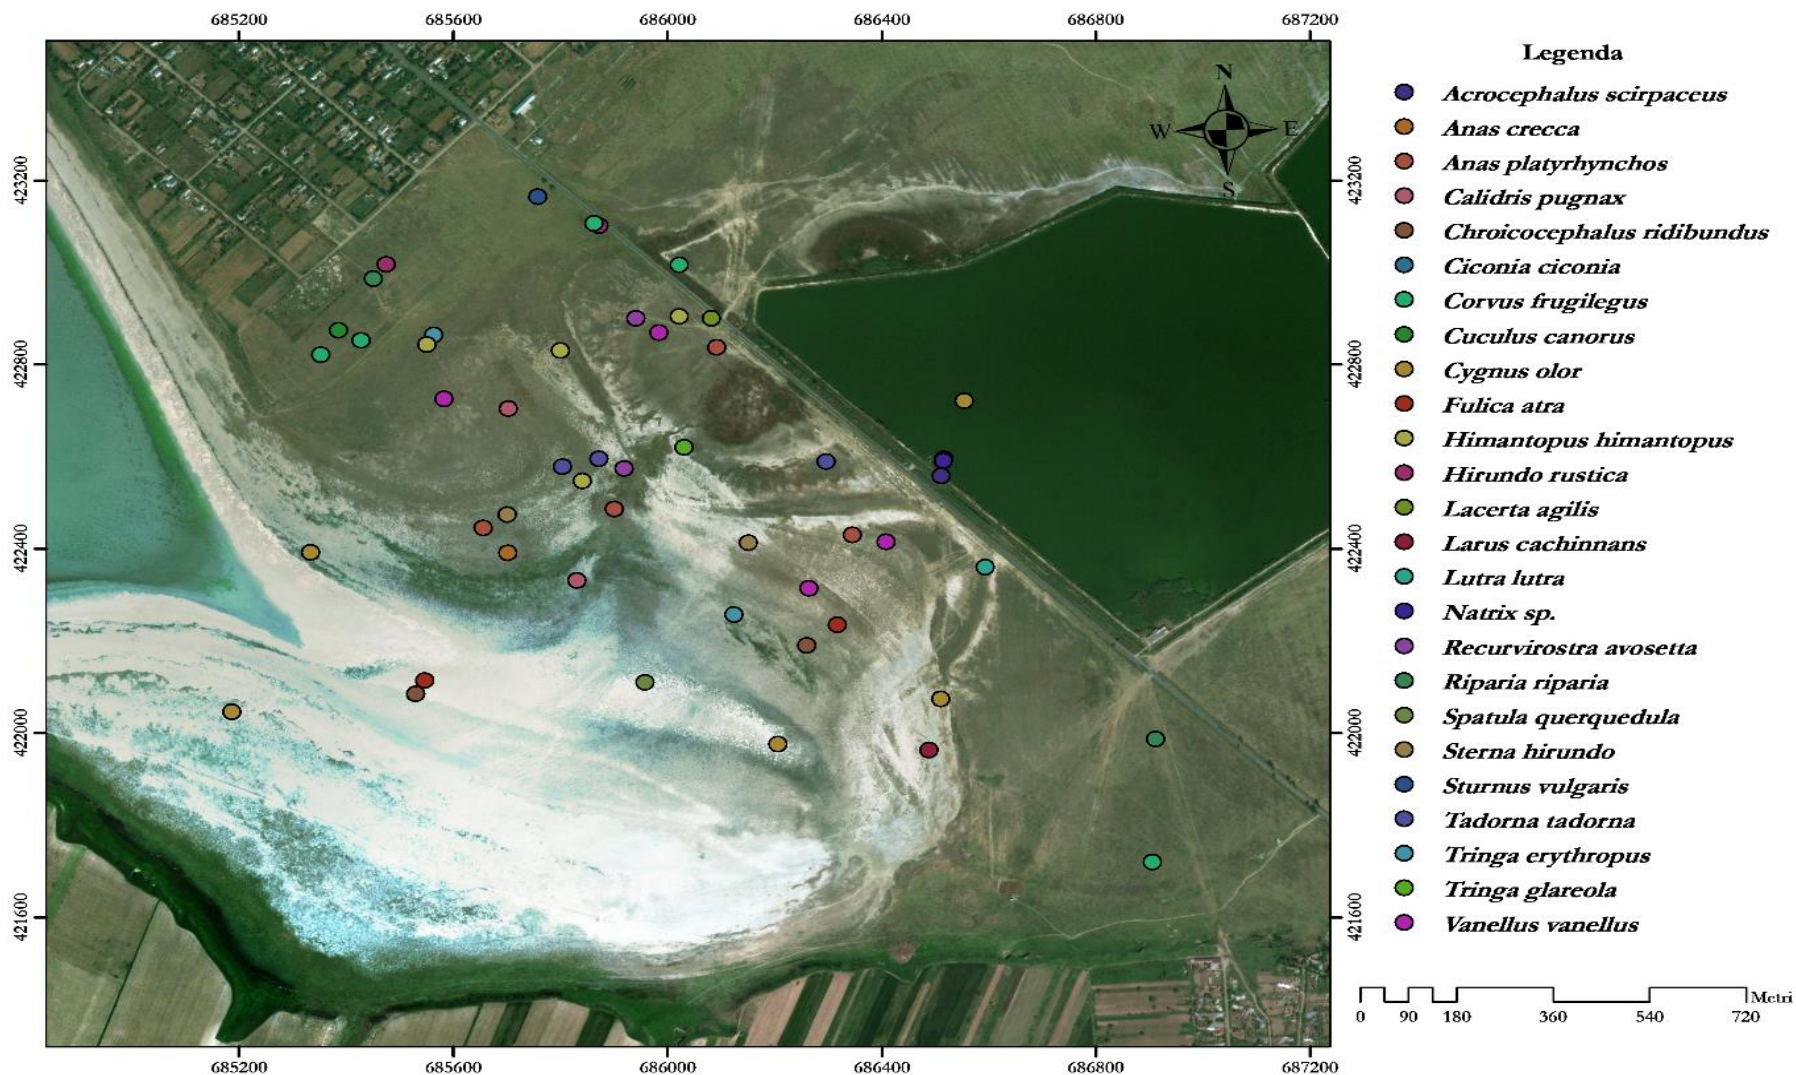 685200 685600 686000 686400 686800 687200
Legenda
N
W E
S
Acrocephalus scirpaceus
Anas crecca
Anas platyrhynchos
Calidris pugnax
Chroicocephalus ridibundus
Ciconia ciconia
Corvus frugilegus
Cuculus canorus
Cygnus olor
Fulica atra
Himantopus himantopus
Hirundo rustica
Lacerta agilis
Larus cachinnans
Lutra lutra
Natrix sp.
Recurvirostra avosetta
Riparia riparia
Spatula querquedula
Sterna hirundo
Sturnus vulgaris
Tadorna tadorna
Tringa erythropus
Tringa glareola
Vanellus vanellus
423200 423200
422800 422800
422400 422400
422000 422000
421600 421600
Metri
0 90 180 360 540 720
685200 685600 686000 686400 686800 687200